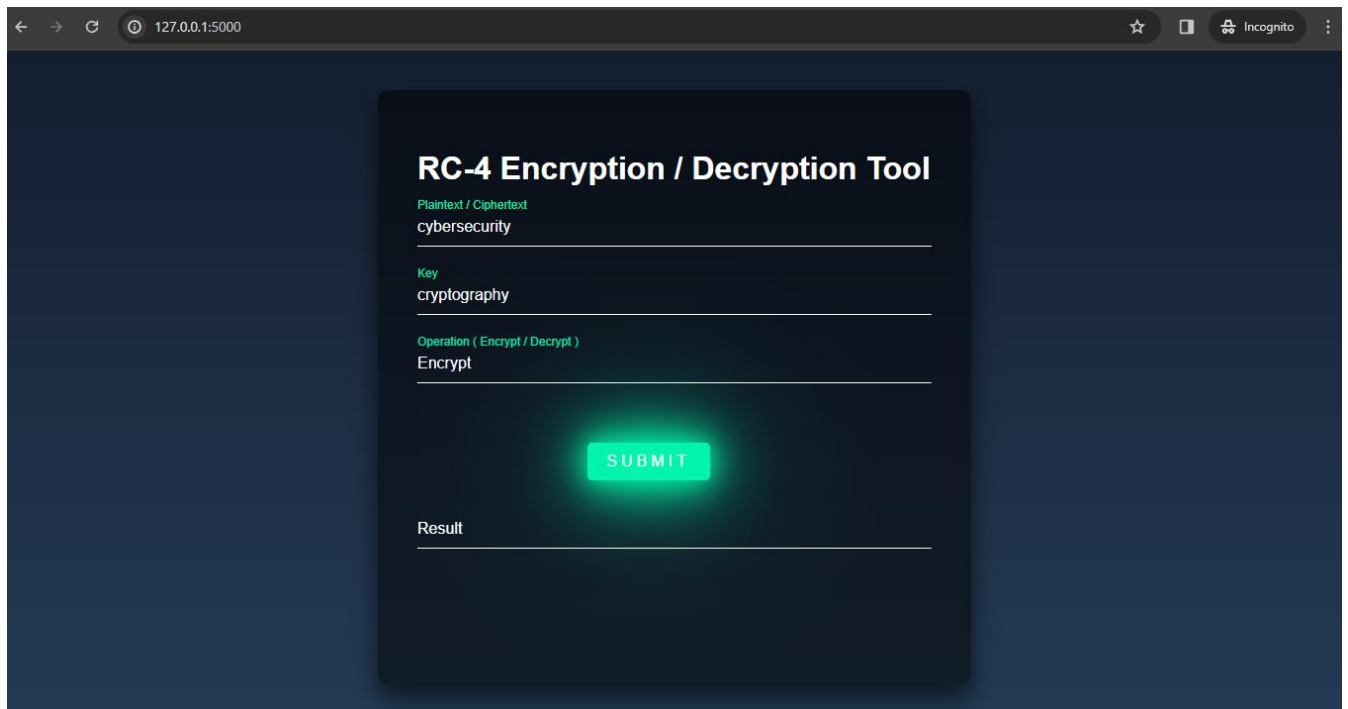 127.0.0.1:5000
Incognito
RC-4 Encryption / Decryption Tool
Plaintext / Ciphertext
cybersecurity
Key
cryptography
Operation ( Encrypt / Decrypt )
Encrypt
SUBMIT
Result